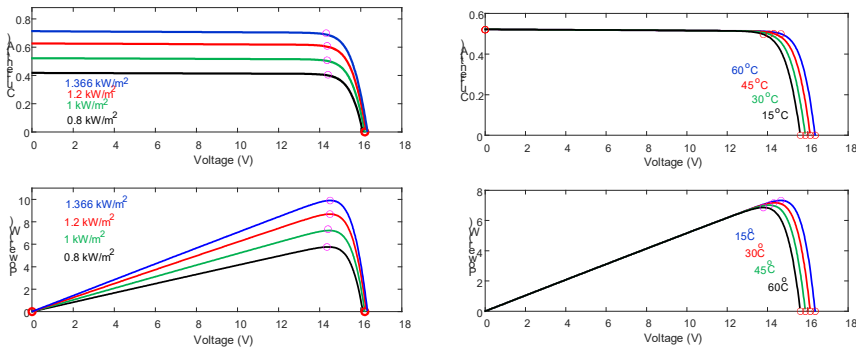 0.8
0.6
0.4
0.2
0
0 2 4 6 8 10 12 14 16 18
Voltage (V)
1.366 kW/m²
1.2 kW/m²
1 kW/m²
0.8 kW/m²
0.6
0.4
0.2
0
0 2 4 6 8 10 12 14 16 18
Voltage (V)
60°C
45°C
30°C
15°C
10
8
6
4
2
0
0 2 4 6 8 10 12 14 16 18
Voltage (V)
1.366 kW/m²
1.2 kW/m²
1 kW/m²
0.8 kW/m²
8
6
4
2
0
0 2 4 6 8 10 12 14 16 18
Voltage (V)
15°C
30°C
45°C
60°C